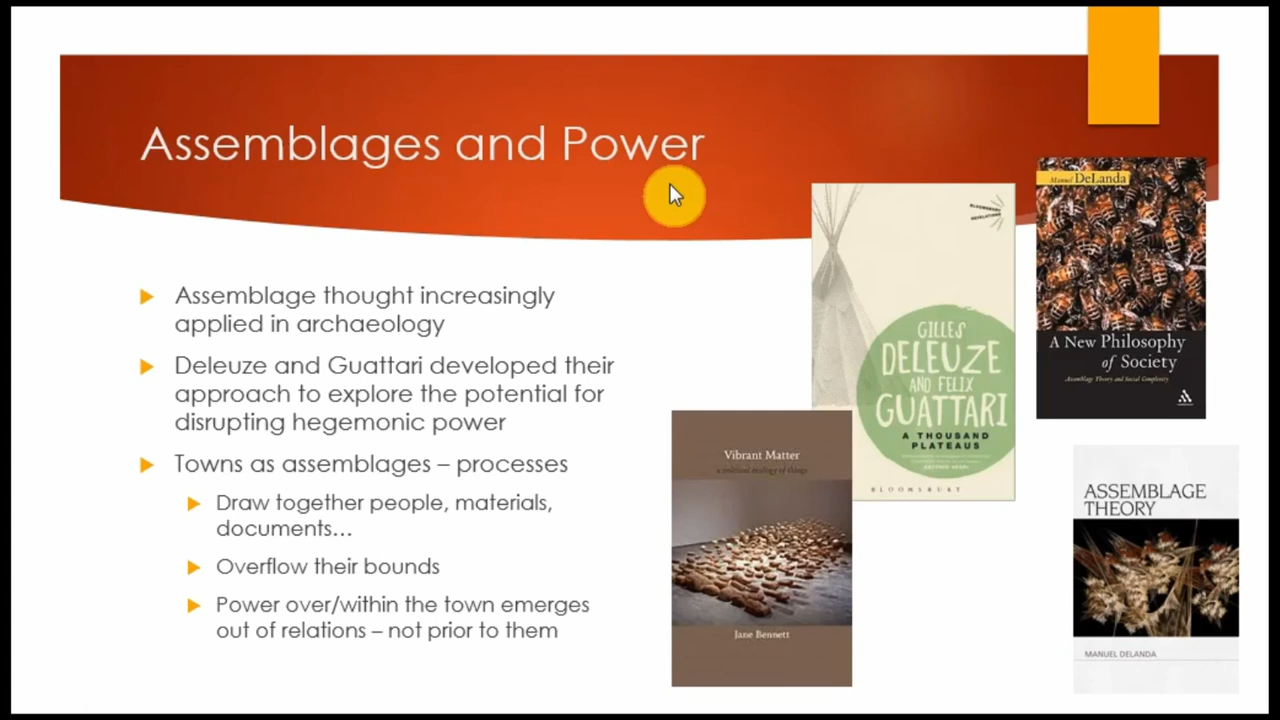 Assemblages and Power
Assemblage thought increasingly
applied in archaeology
Deleuze and Guattari developed their
approach to explore the potential for
disrupting hegemonic power
Towns as assemblages – processes
Draw together people, materials,
documents…
Overflow their bounds
Power over/within the town emerges
out of relations – not prior to them
BLOOMSBURY
REVELATIONS
GILLES
DELEUZE
AND FELIX
GUATTARI
A THOUSAND
PLATEAUS
BLOOMSBURY
Manuel DeLanda
A New Philosophy
of Society
Assemblage Theory and Social Complexity
Vibrant Matter
a political ecology of things
Jane Bennett
ASSEMBLAGE
THEORY
MANUEL DELANDA